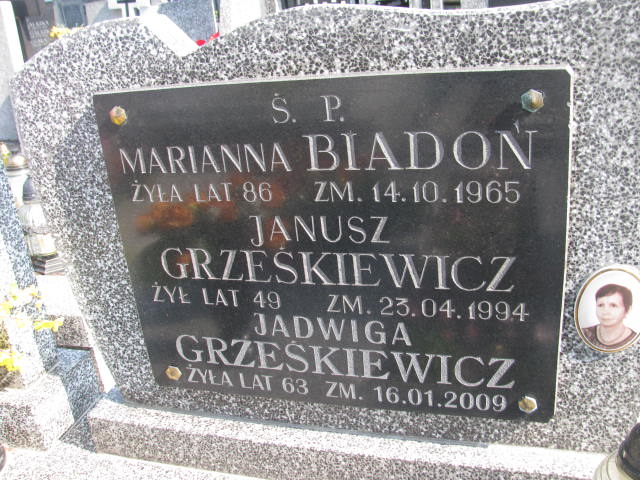 Ś. P.
MARIANNA BIADOŃ
ŻYŁA LAT 86 ZM. 14.10.1965
JANUSZ
GRZEŚKIEWICZ
ŻYŁ LAT 49 ZM. 23.04.1994
JADWIGA
GRZEŚKIEWICZ
ŻYŁA LAT 63 ZM. 16.01.2009